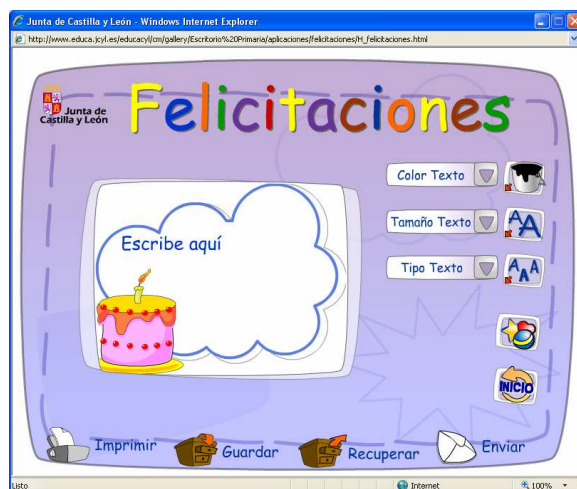 Junta de Castilla y León - Windows Internet Explorer
http://www.educa.jcyl.es/educacyl/cm/gallery/Escritorio%20Primaria/aplicaciones/felicitaciones/H_felicitaciones.html
Junta de
Castilla y León
Felicitaciones
Color Texto
Tamaño Texto
AA
Tipo Texto
AAA
Escribe aquí
INICIO
Imprimir
Guardar
Recuperar
Enviar
Listo
Internet
100%